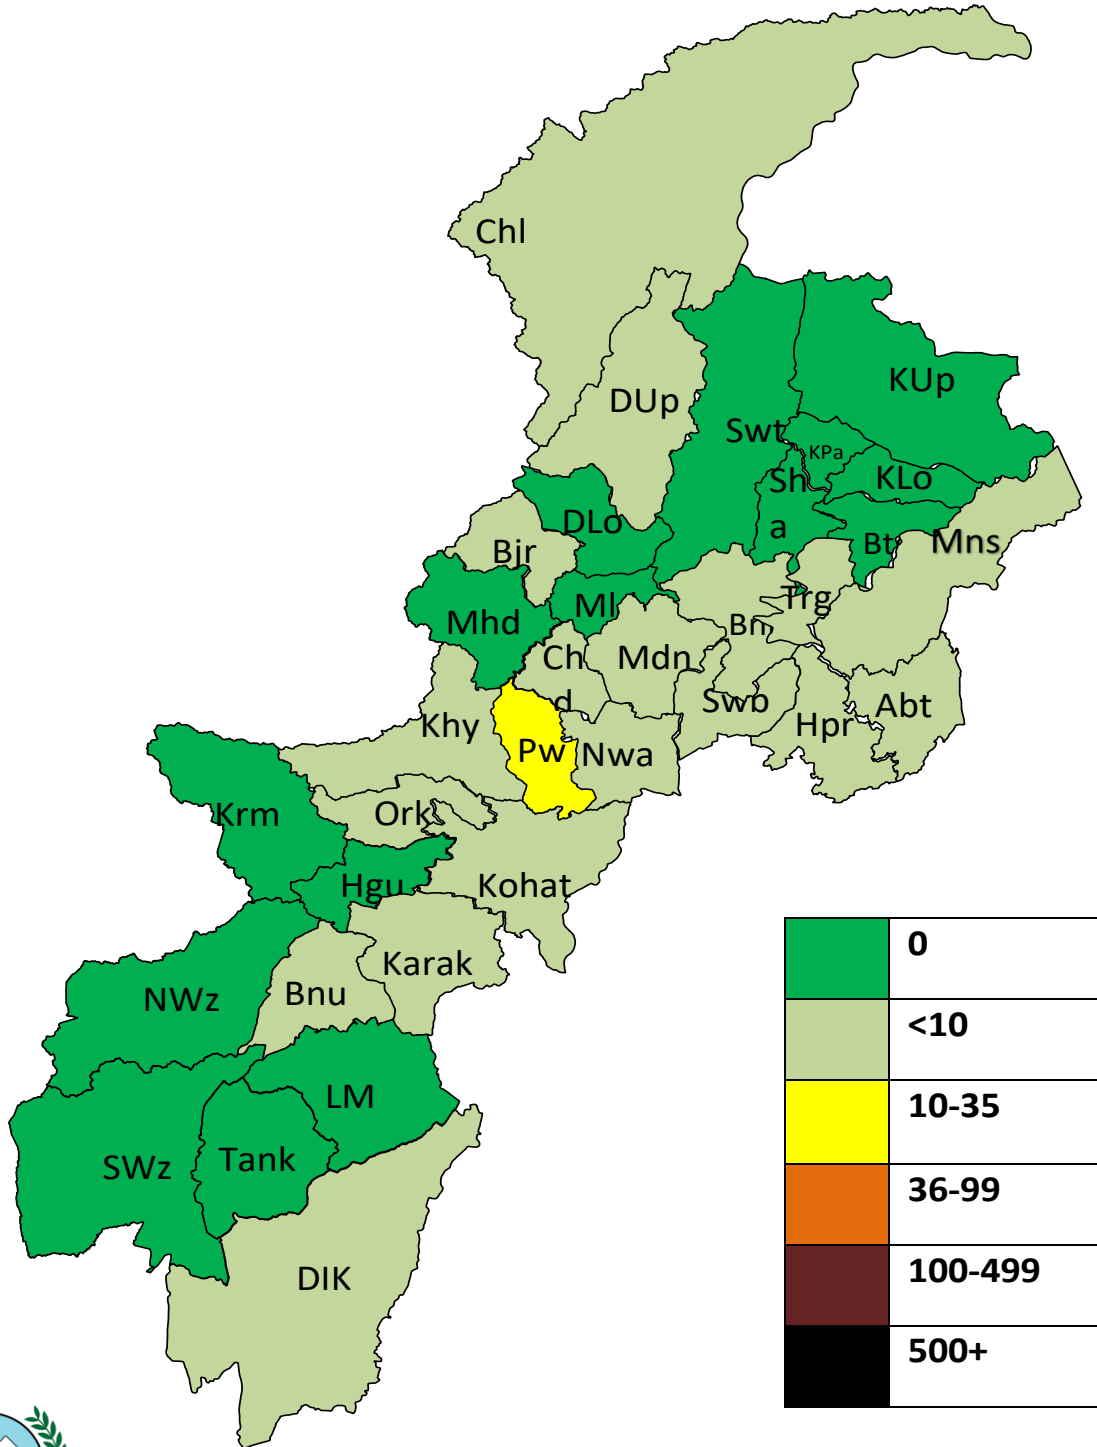 Chl
DUp
KUp
Swt
KPa
KLo
Sh
a
DLo
Bt
Mns
Bjr
Trg
Ml
Mhd
Bn
Ch
d
Mdn
Swb
Abt
Hpr
Khy
Pw
Nwa
Krm
Ork
Hgu
Kohat
Karak
NWz
Bnu
LM
SWz
Tank
DIK
0
<10
10-35
36-99
100-499
500+